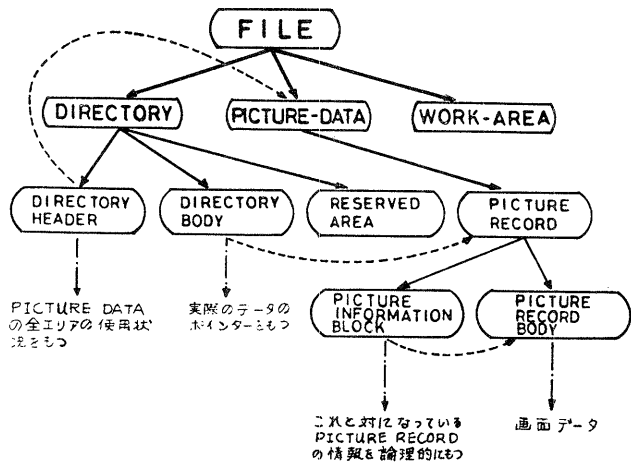 FILE
DIRECTORY
PICTURE-DATA
WORK-AREA
DIRECTORY
HEADER
DIRECTORY
BODY
RESERVED
AREA
PICTURE
RECORD
PICTURE DATA
の全エリアの使用状
況をもつ
実際のデータの
ポインターをもつ
PICTURE
INFORMATION
BLOCK
PICTURE
RECORD
BODY
これと対になっている
PICTURE RECORD
の情報を論理的にもつ
画面データ